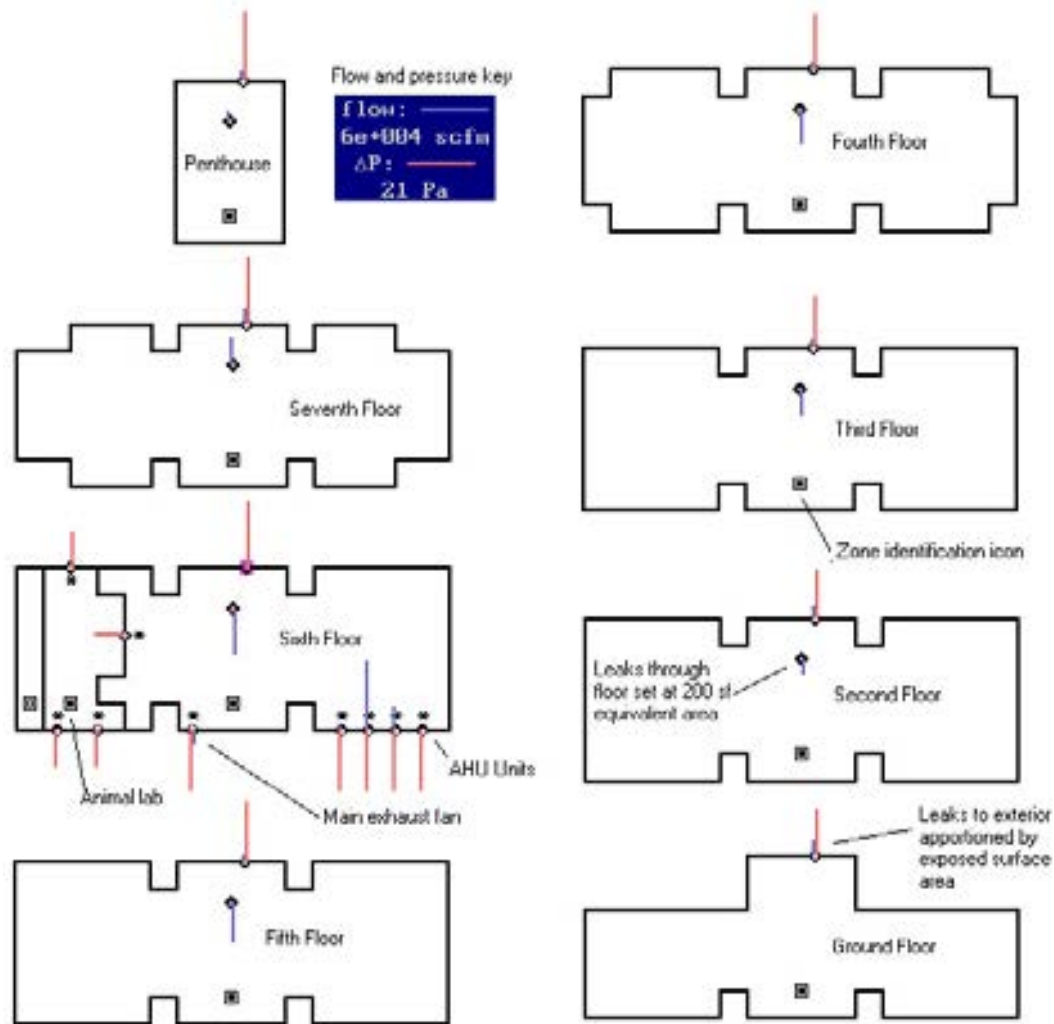 Flow and pressure key
flow:
6e+004 scfm
ΔP:
21 Pa
Penthouse
Fourth Floor
Seventh Floor
Third Floor
Zone identification icon
Sixth Floor
Leaks through
floor set at 200 sf
equivalent area
Second Floor
AHU Units
Animal lab
Main exhaust fan
Leaks to exterior
apportioned by
exposed surface
area
Fifth Floor
Ground Floor